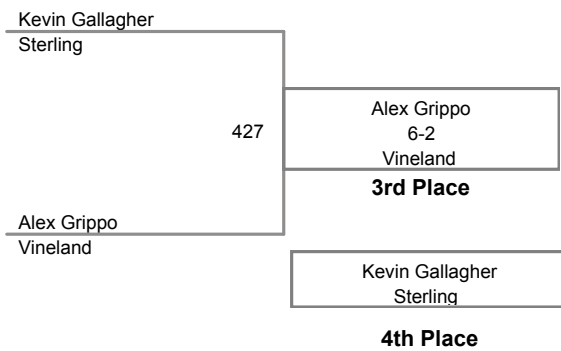 Kevin Gallagher
Sterling
427
Alex Grippo
6-2
Vineland
3rd Place
Alex Grippo
Vineland
Kevin Gallagher
Sterling
4th Place